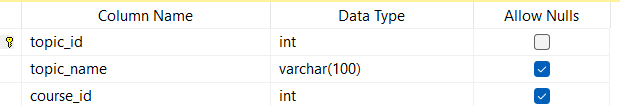 Column Name Data Type Allow Nulls
topic_id int
topic_name varchar(100)
course_id int